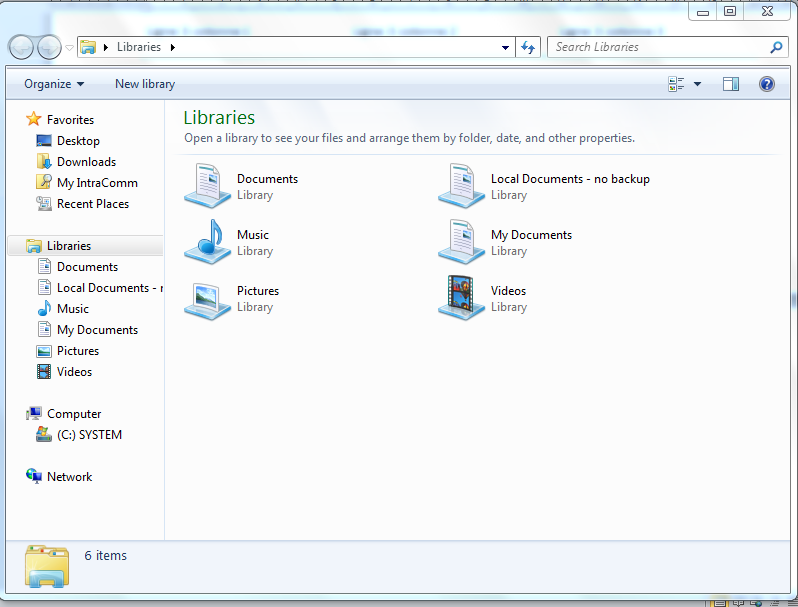 Libraries
Search Libraries
Organize
New library
Favorites
Desktop
Downloads
My IntraComm
Recent Places
Libraries
Documents
Local Documents -
Music
My Documents
Pictures
Videos
Computer
(C:) SYSTEM
Network
Libraries
Open a library to see your files and arrange them by folder, date, and other properties.
Documents
Library
Local Documents - no backup
Library
Music
Library
My Documents
Library
Pictures
Library
Videos
Library
6 items